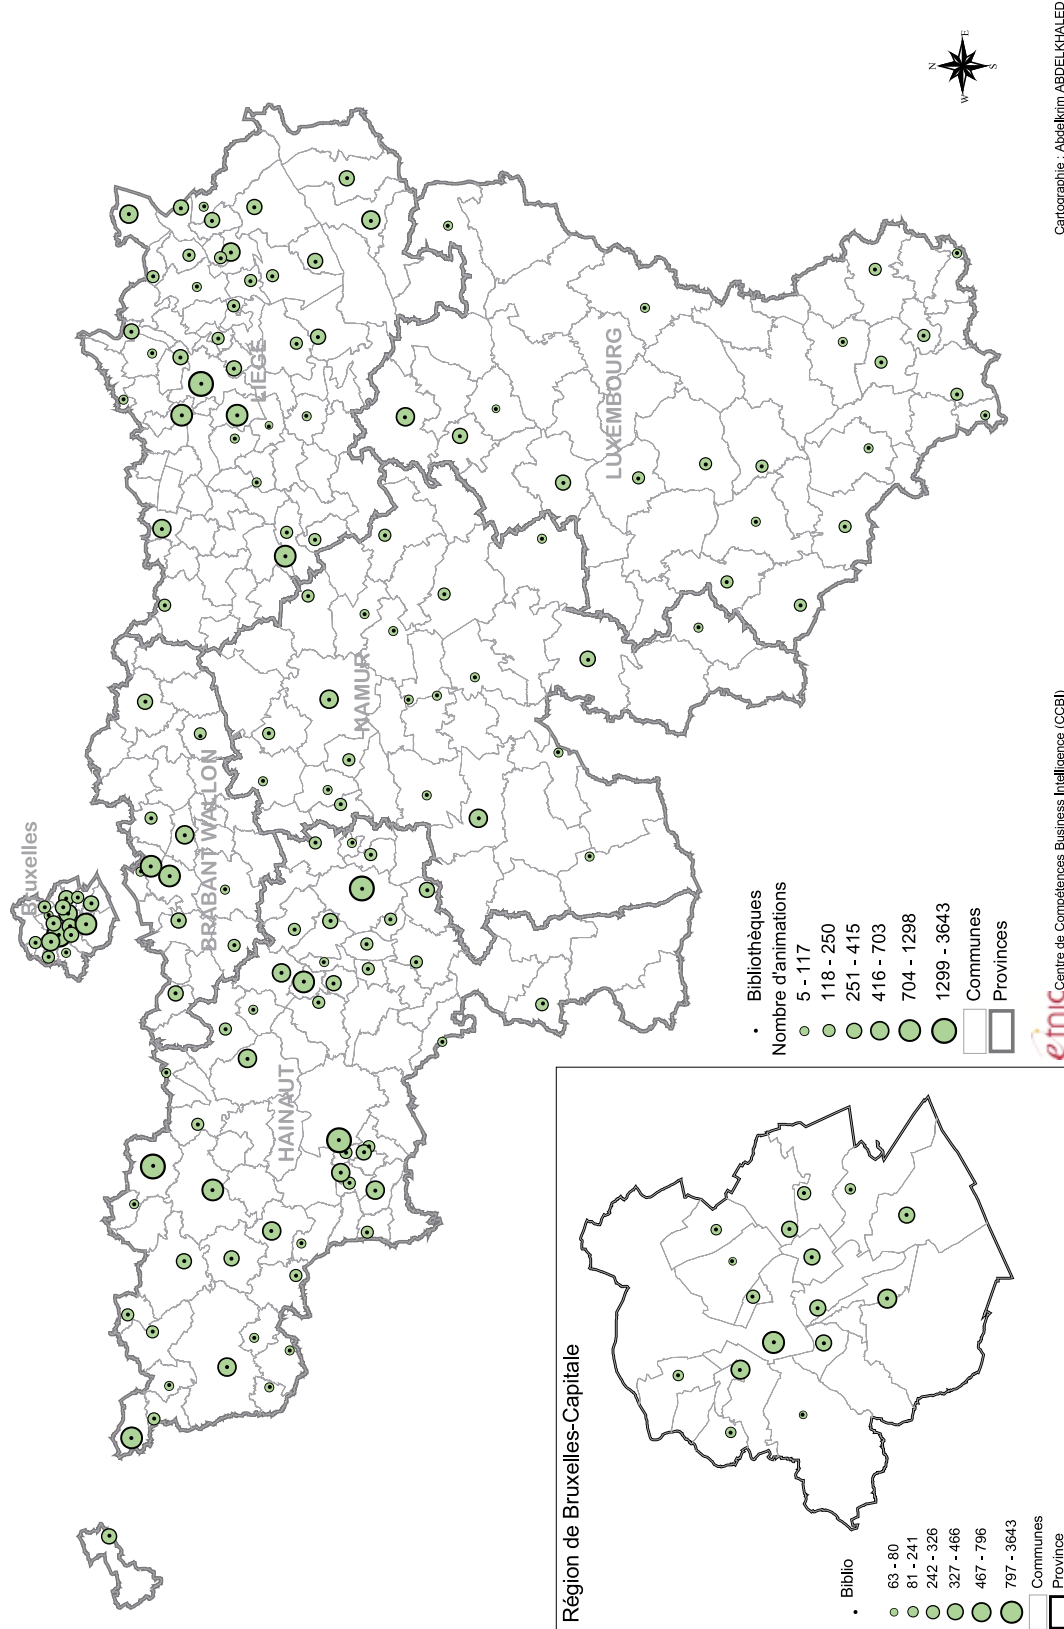 Bruxelles
BRABANT WALLON
LIEGE
HAINAUT
NAMUR
LUXEMBOURG
N
E
S
W
Bibliothèques
Nombre d'animations
5 - 117
118 - 250
251 - 415
416 - 703
704 - 1298
1299 - 3643
Communes
Provinces
Région de Bruxelles-Capitale
Biblio
63 - 80
81 - 241
242 - 326
327 - 466
467 - 796
797 - 3643
Communes
Province
etnic
Centre de Compétences Business Intelligence (CCBI)
Cartographie : Abdelkrim ABDELKHALED